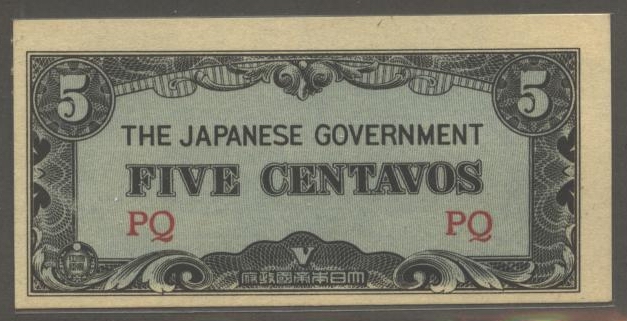 5 5
THE JAPANESE GOVERNMENT
FIVE CENTAVOS
PQ PQ
V
大日本帝國政府